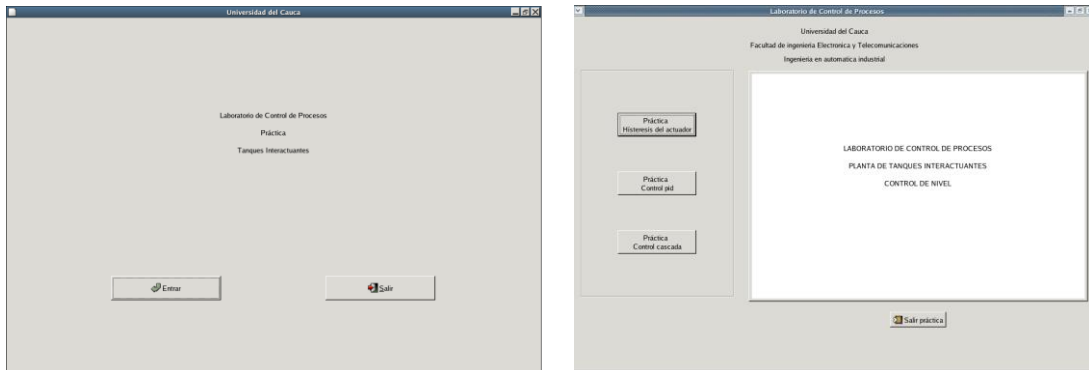 Universidad del Cauca
Laboratorio de Control de Procesos
Práctica
Tanques Interactuantes
Entrar
Salir
Laboratorio de Control de Procesos
Universidad del Cauca
Facultad de ingenieria Electronica y Telecomunicaciones
Ingenieria en automatica industrial
Práctica
Histeresis del actuador
Práctica
Control pid
Práctica
Control cascada
LABORATORIO DE CONTROL DE PROCESOS
PLANTA DE TANQUES INTERACTUANTES
CONTROL DE NIVEL
Salir práctica